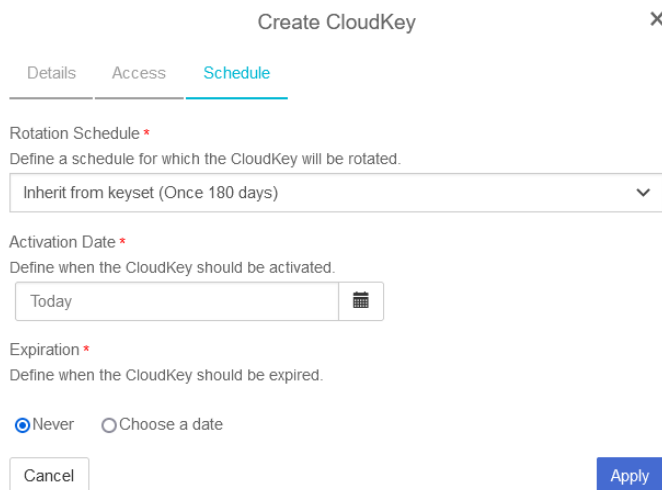 Create CloudKey
Details Access Schedule
Rotation Schedule *
Define a schedule for which the CloudKey will be rotated.
Inherit from keyset (Once 180 days)
Activation Date *
Define when the CloudKey should be activated.
Today
Expiration *
Define when the CloudKey should be expired.
Never Choose a date
Cancel Apply